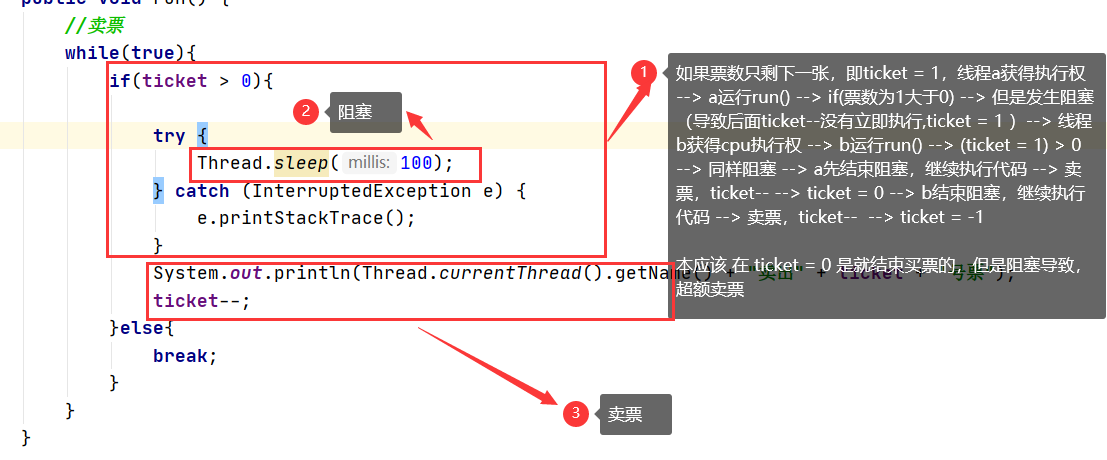 public void run() {
//卖票
while(true){
if(ticket > 0){
try {
Thread.sleep( millis: 100);
} catch (InterruptedException e) {
e.printStackTrace();
}
System.out.println(Thread.currentThread().getName() + "卖出" + ticket + "号票");
ticket--;
}else{
break;
}
}
}
1
如果票数只剩下一张，即ticket = 1，线程a获得执行权
--> a运行run() --> if(票数为1大于0) --> 但是发生阻塞
（导致后面ticket--没有立即执行,ticket = 1 ）--> 线程
b获得cpu执行权 --> b运行run() --> (ticket = 1) > 0
--> 同样阻塞 --> a先结束阻塞，继续执行代码 --> 卖
票，ticket-- --> ticket = 0 --> b结束阻塞，继续执行
代码 --> 卖票，ticket-- --> ticket = -1
本应该 在 ticket = 0 是就结束买票的，但是阻塞导致，
超额卖票
2
阻塞
3
卖票